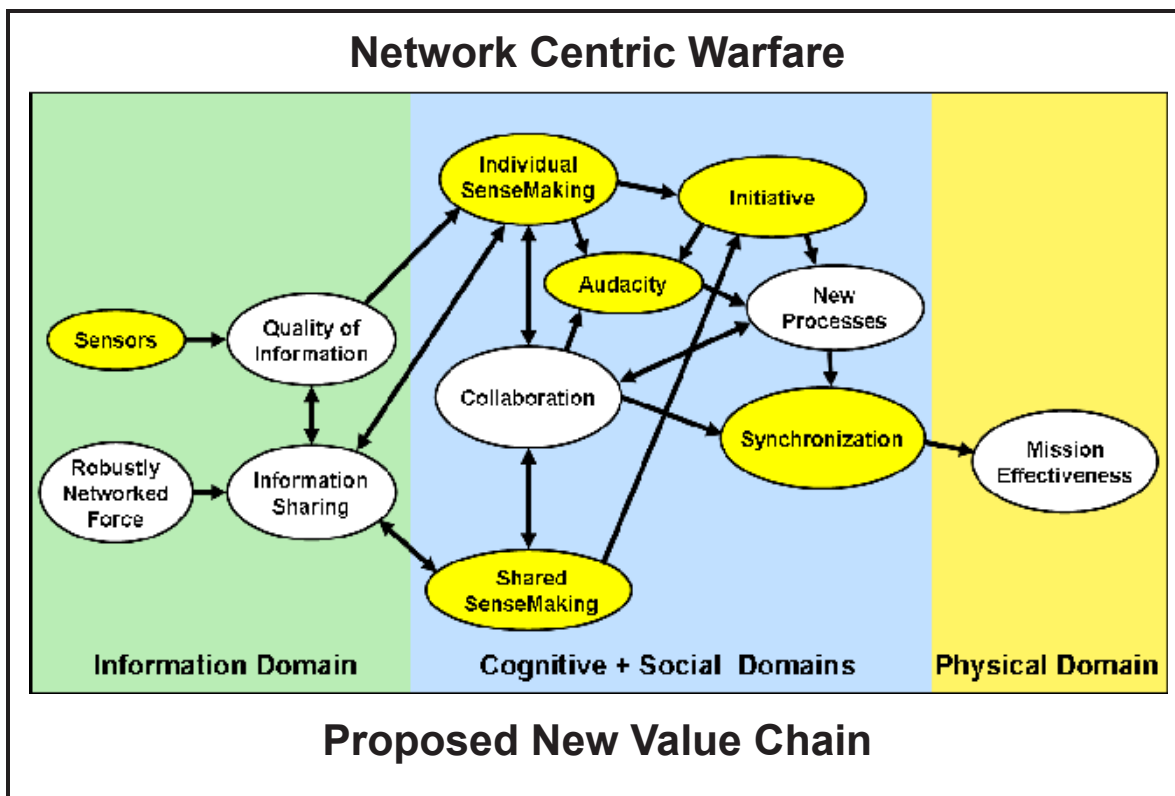 Network Centric Warfare
Individual
SenseMaking
Initiative
Audacity
New
Processes
Sensors
Quality of
Information
Collaboration
Synchronization
Mission
Effectiveness
Robustly
Networked
Force
Information
Sharing
Shared
SenseMaking
Information Domain
Cognitive + Social Domains
Physical Domain
Proposed New Value Chain